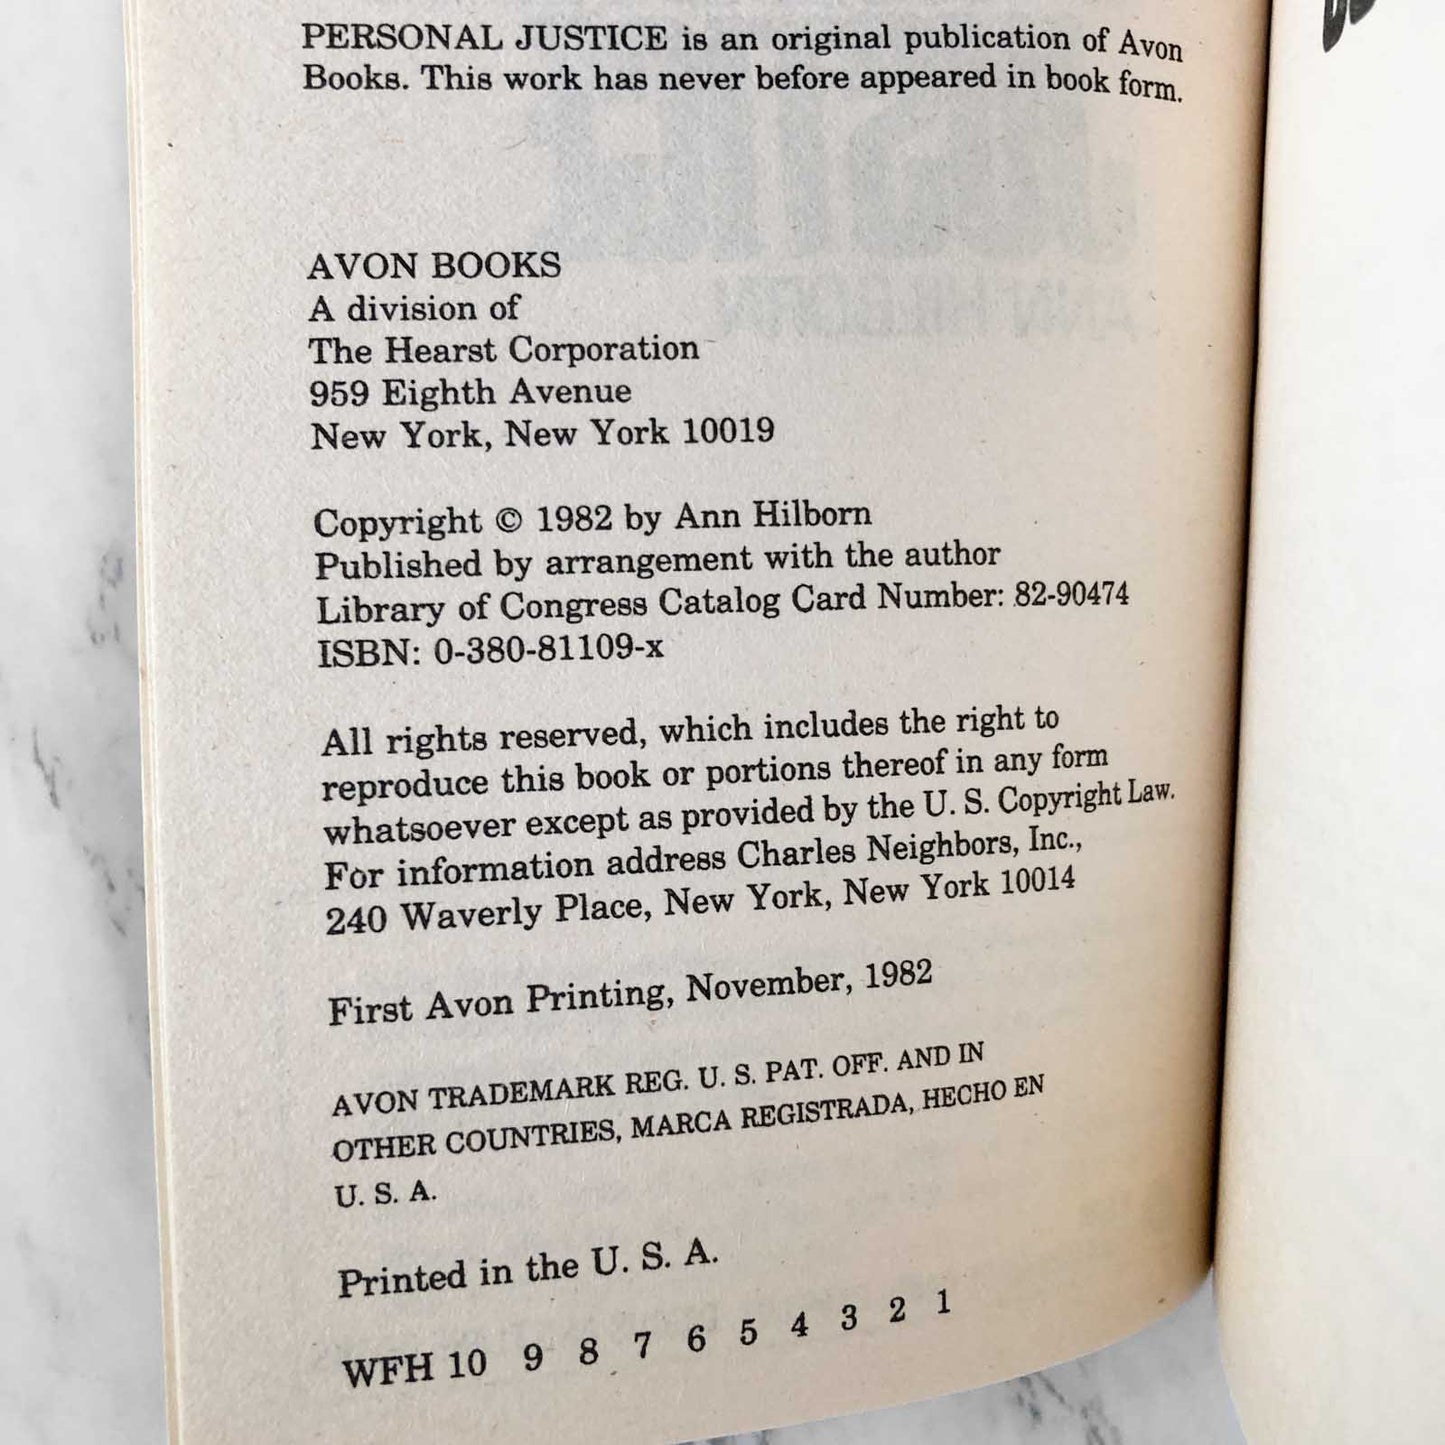 PERSONAL JUSTICE is an original publication of Avon
Books. This work has never before appeared in book form.
AVON BOOKS
A division of
The Hearst Corporation
959 Eighth Avenue
New York, New York 10019
Copyright © 1982 by Ann Hilborn
Published by arrangement with the author
Library of Congress Catalog Card Number: 82-90474
ISBN: 0-380-81109-x
All rights reserved, which includes the right to
reproduce this book or portions thereof in any form
whatsoever except as provided by the U. S. Copyright Law.
For information address Charles Neighbors, Inc.,
240 Waverly Place, New York, New York 10014
First Avon Printing, November, 1982
AVON TRADEMARK REG. U. S. PAT. OFF. AND IN
OTHER COUNTRIES, MARCA REGISTRADA, HECHO EN
U. S. A.
Printed in the U. S. A.
WFH 10 9 8 7 6 5 4 3 2 1